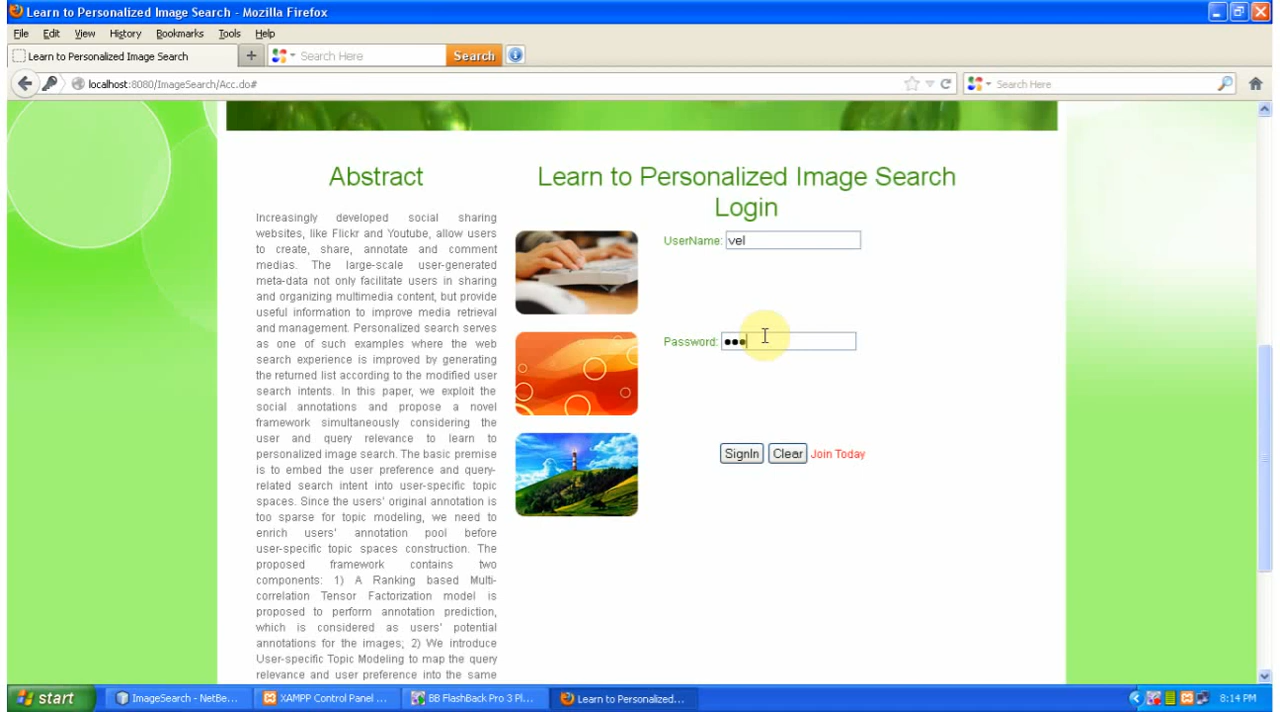 Learn to Personalized Image Search - Mozilla Firefox
File Edit View History Bookmarks Tools Help
Learn to Personalized Image Search + Search Here Search
localhost:8080/ImageSearch/Acc.do# Search Here
Abstract
Increasingly developed social sharing
websites, like Flickr and Youtube, allow users
to create, share, annotate and comment
medias. The large-scale user-generated
meta-data not only facilitate users in sharing
and organizing multimedia content, but provide
useful information to improve media retrieval
and management. Personalized search serves
as one of such examples where the web
search experience is improved by generating
the returned list according to the modified user
search intents. In this paper, we exploit the
social annotations and propose a novel
framework simultaneously considering the
user and query relevance to learn to
personalized image search. The basic premise
is to embed the user preference and query-
related search intent into user-specific topic
spaces. Since the users' original annotation is
too sparse for topic modeling, we need to
enrich users' annotation pool before
user-specific topic spaces construction. The
proposed framework contains two
components: 1) A Ranking based Multi-
correlation Tensor Factorization model is
proposed to perform annotation prediction,
which is considered as users' potential
annotations for the images; 2) We introduce
User-specific Topic Modeling to map the query
relevance and user preference into the same
Learn to Personalized Image Search
Login
UserName: vel
Password: •••
SignIn Clear Join Today
start ImageSearch - NetBe... XAMPP Control Panel ... BB FlashBack Pro 3 Pl... Learn to Personalized... 8:14 PM